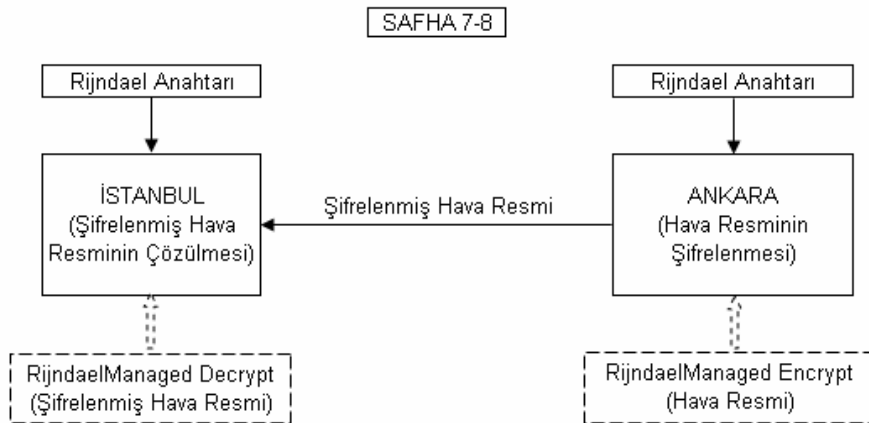 SAFHA 7-8
Rijndael Anahtarı
Rijndael Anahtarı
İSTANBUL
(Şifrelenmiş Hava
Resminin Çözülmesi)
Şifrelenmiş Hava Resmi
ANKARA
(Hava Resminin
Şifrelenmesi)
RijndaelManaged Decrypt
(Şifrelenmiş Hava Resmi)
RijndaelManaged Encrypt
(Hava Resmi)